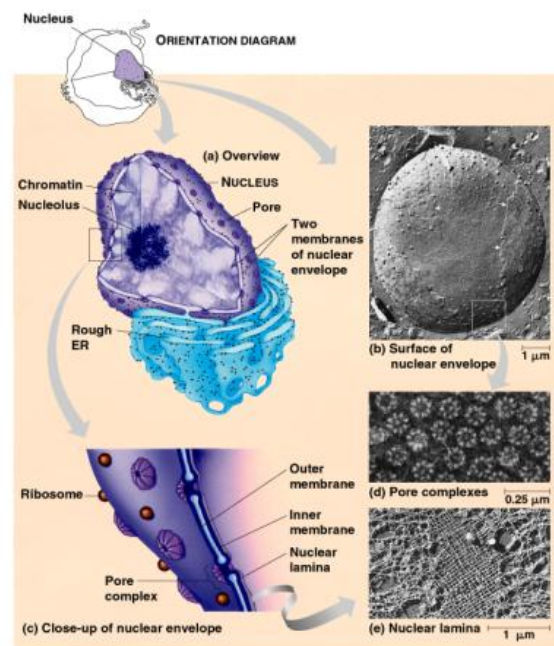 Nucleus
ORIENTATION DIAGRAM
(a) Overview
Chromatin
NUCLEUS
Nucleolus
Pore
Two
membranes
of nuclear
envelope
Rough
ER
(b) Surface of
nuclear envelope
1 μm
Ribosome
Outer
membrane
Inner
membrane
Nuclear
lamina
Pore
complex
(c) Close-up of nuclear envelope
(d) Pore complexes
0.25 μm
(e) Nuclear lamina
1 μm